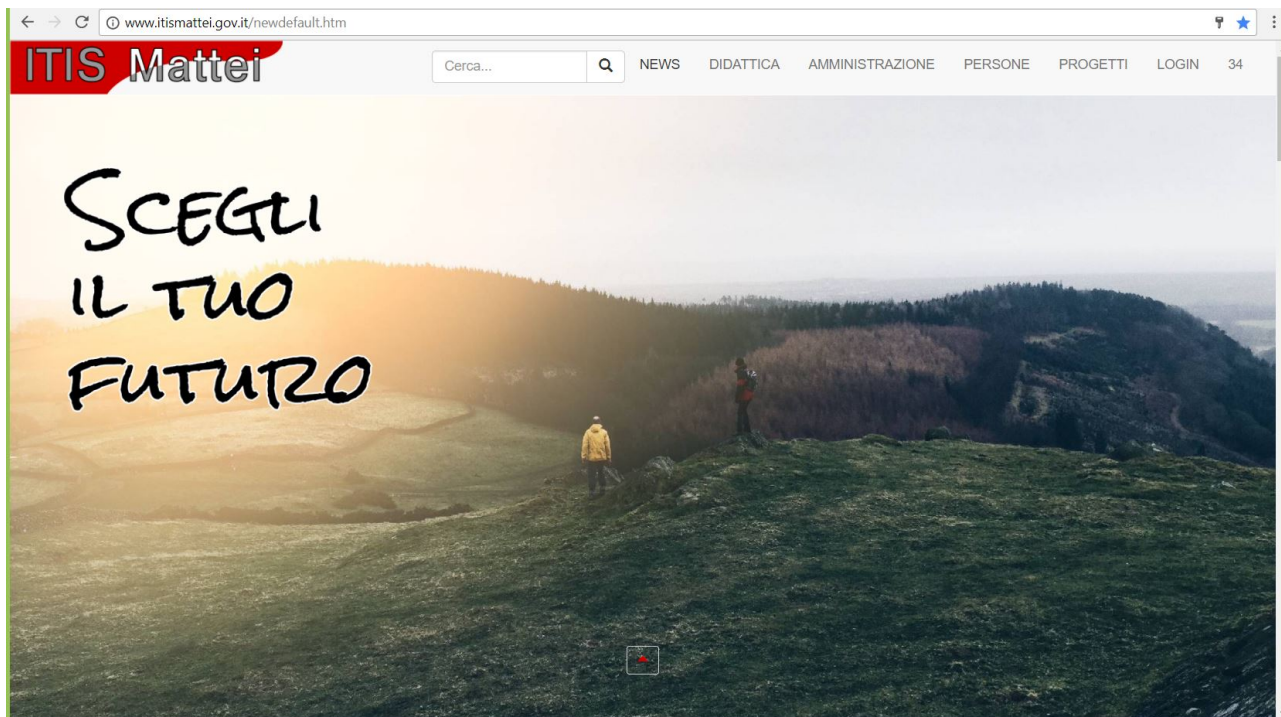 www.itismattei.gov.it/newdefault.htm
ITIS Mattei
Cerca...
NEWS DIDATTICA AMMINISTRAZIONE PERSONE PROGETTI LOGIN 34
SCEGLI
IL TUO
FUTURO